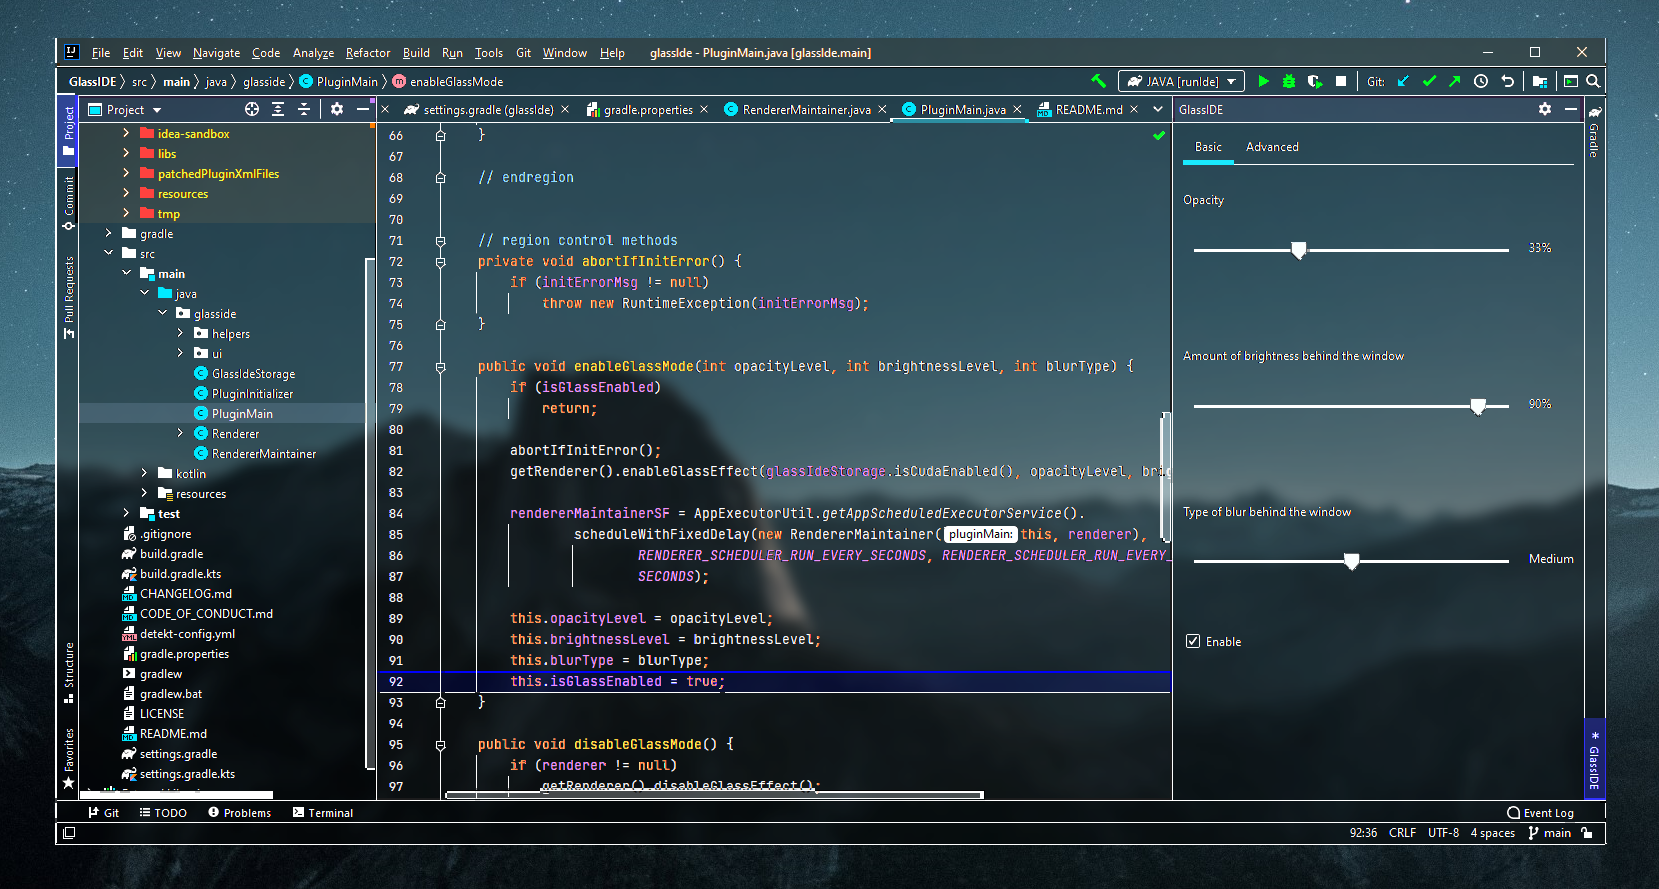 IJ File Edit View Navigate Code Analyze Refactor Build Run Tools Git Window Help glassIde - PluginMain.java [glassIde.main]
GlassIDE src main java glasside C PluginMain m enableGlassMode JAVA [runIde] Git:
Project
settings.gradle (glassIde) gradle.properties C RendererMaintainer.java C PluginMain.java MD README.md
GlassIDE
Project
Commit
Pull Requests
Structure
Favorites
idea-sandbox
libs
patchedPluginXmlFiles
resources
tmp
gradle
src
main
java
glasside
helpers
ui
C GlassIdeStorage
C PluginInitializer
C PluginMain
C Renderer
C RendererMaintainer
kotlin
resources
test
.gitignore
build.gradle
build.gradle.kts
MD CHANGELOG.md
MD CODE_OF_CONDUCT.md
YML detekt-config.yml
gradle.properties
gradlew
gradlew.bat
LICENSE
MD README.md
settings.gradle
settings.gradle.kts
66 }
67
68 // endregion
69
70
71 // region control methods
72 private void abortIfInitError() {
73 if (initErrorMsg != null)
74 throw new RuntimeException(initErrorMsg);
75 }
76
77 public void enableGlassMode(int opacityLevel, int brightnessLevel, int blurType) {
78 if (isGlassEnabled)
79 return;
80
81 abortIfInitError();
82 getRenderer().enableGlassEffect(glassIdeStorage.isCudaEnabled(), opacityLevel, brig
83
84 rendererMaintainerSF = AppExecutorUtil.getAppScheduledExecutorService().
85 scheduleWithFixedDelay(new RendererMaintainer( pluginMain: this, renderer),
86 RENDERER_SCHEDULER_RUN_EVERY_SECONDS, RENDERER_SCHEDULER_RUN_EVERY_
87 SECONDS);
88
89 this.opacityLevel = opacityLevel;
90 this.brightnessLevel = brightnessLevel;
91 this.blurType = blurType;
92 this.isGlassEnabled = true;
93 }
94
95 public void disableGlassMode() {
96 if (renderer != null)
97 getRenderer().disableGlassEffect();
Basic Advanced
Opacity
33%
Amount of brightness behind the window
90%
Type of blur behind the window
Medium
Enable
Gradle
GlassIDE
Git TODO Problems Terminal Event Log
92:36 CRLF UTF-8 4 spaces main